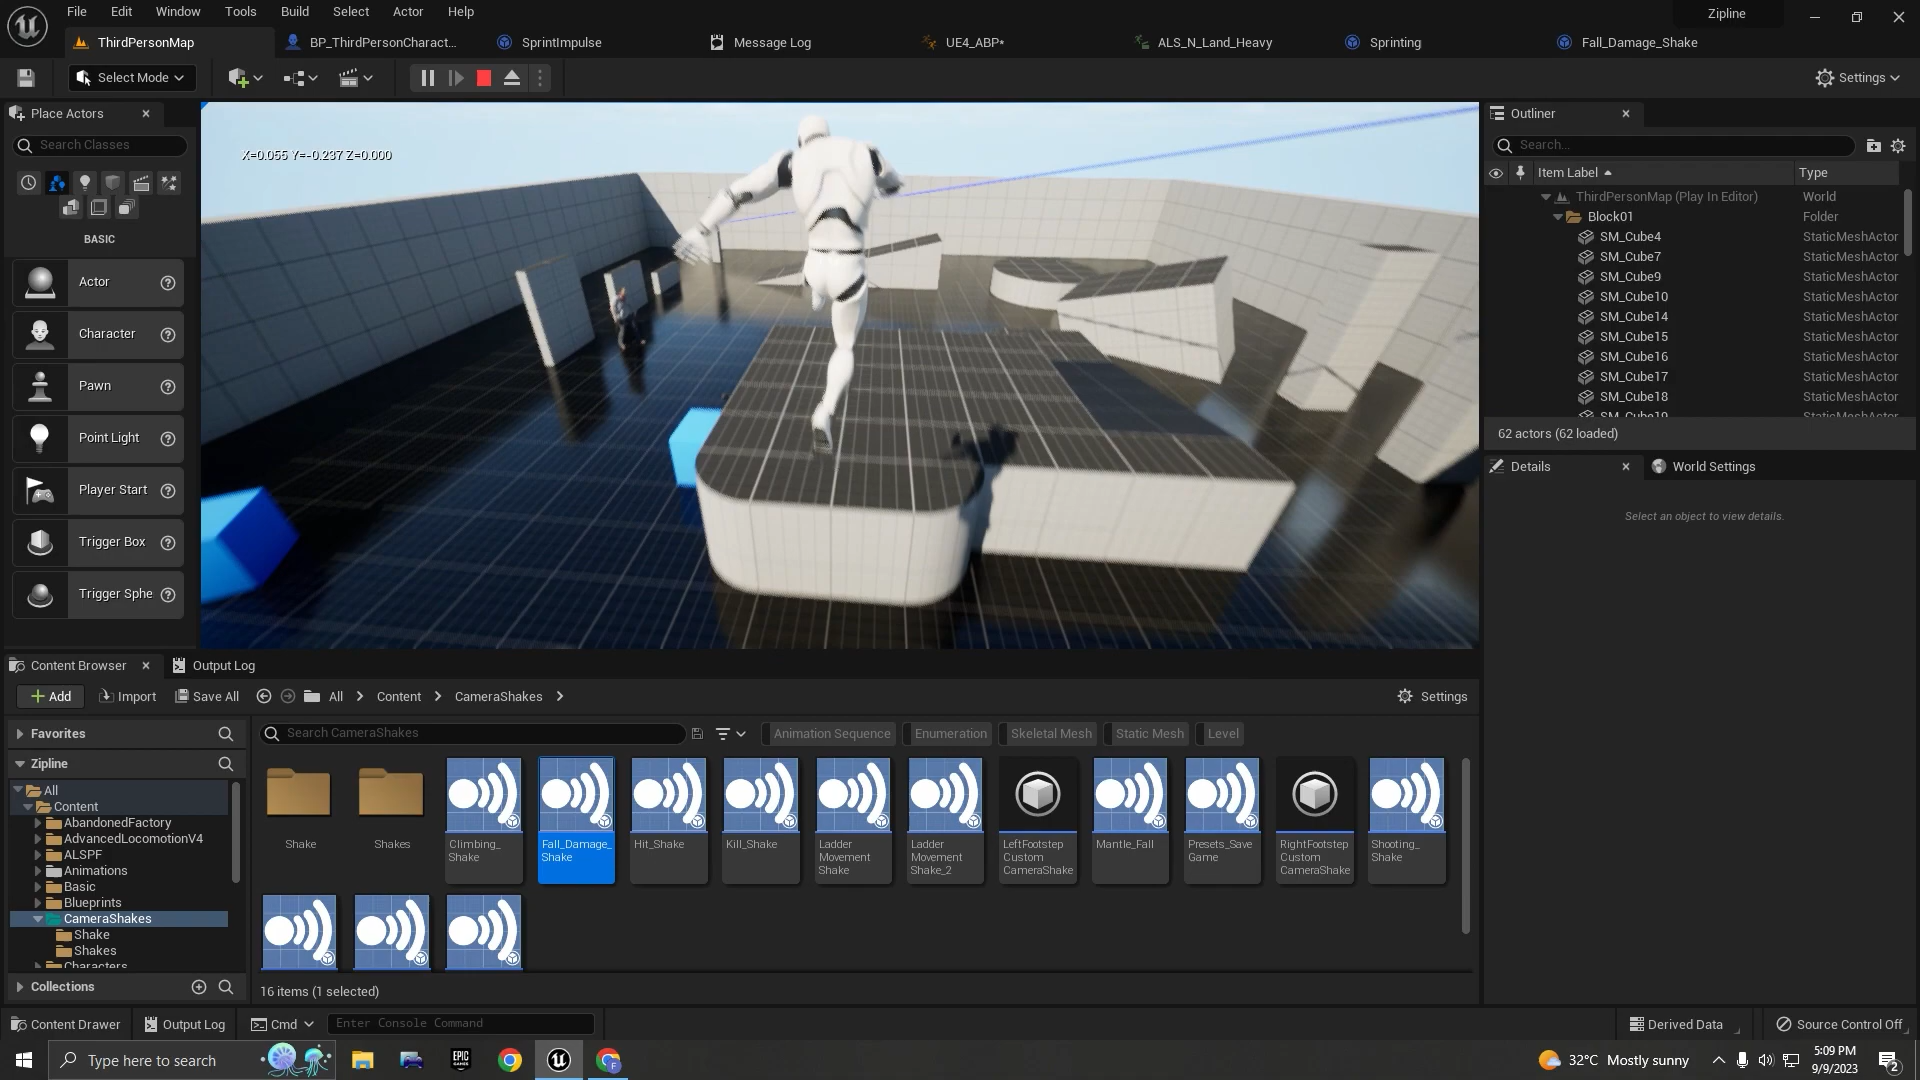 File Edit Window Tools Build Select Actor Help
Zipline
ThirdPersonMap
BP_ThirdPersonCharact...
SprintImpulse
Message Log
UE4_ABP*
ALS_N_Land_Heavy
Sprinting
Fall_Damage_Shake
Select Mode
Settings
Place Actors
Search Classes
BASIC
Actor
Character
Pawn
Point Light
Player Start
Trigger Box
Trigger Sphe
X=0.055 Y=-0.237 Z=0.000
Outliner
Search...
Item Label
Type
ThirdPersonMap (Play In Editor) World
Block01 Folder
SM_Cube4 StaticMeshActor
SM_Cube7 StaticMeshActor
SM_Cube9 StaticMeshActor
SM_Cube10 StaticMeshActor
SM_Cube14 StaticMeshActor
SM_Cube15 StaticMeshActor
SM_Cube16 StaticMeshActor
SM_Cube17 StaticMeshActor
SM_Cube18 StaticMeshActor
SM_Cube19 StaticMeshActor
62 actors (62 loaded)
Details
World Settings
Select an object to view details.
Content Browser
Output Log
Add
Import
Save All
All
Content
CameraShakes
Settings
Favorites
Zipline
All
Content
AbandonedFactory
AdvancedLocomotionV4
ALSPF
Animations
Basic
Blueprints
CameraShakes
Shake
Shakes
Characters
Collections
Search CameraShakes
Animation Sequence
Enumeration
Skeletal Mesh
Static Mesh
Level
Shake
Shakes
Climbing_
Shake
Fall_Damage_
Shake
Hit_Shake
Kill_Shake
Ladder
Movement
Shake
Ladder
Movement
Shake_2
LeftFootstep
Custom
CameraShake
Mantle_Fall
Presets_Save
Game
RightFootstep
Custom
CameraShake
Shooting_
Shake
16 items (1 selected)
Content Drawer
Output Log
Cmd
Enter Console Command
Derived Data
Source Control Off
Type here to search
EPIC
GAMES
F
32°C Mostly sunny
5:09 PM
9/9/2023
2